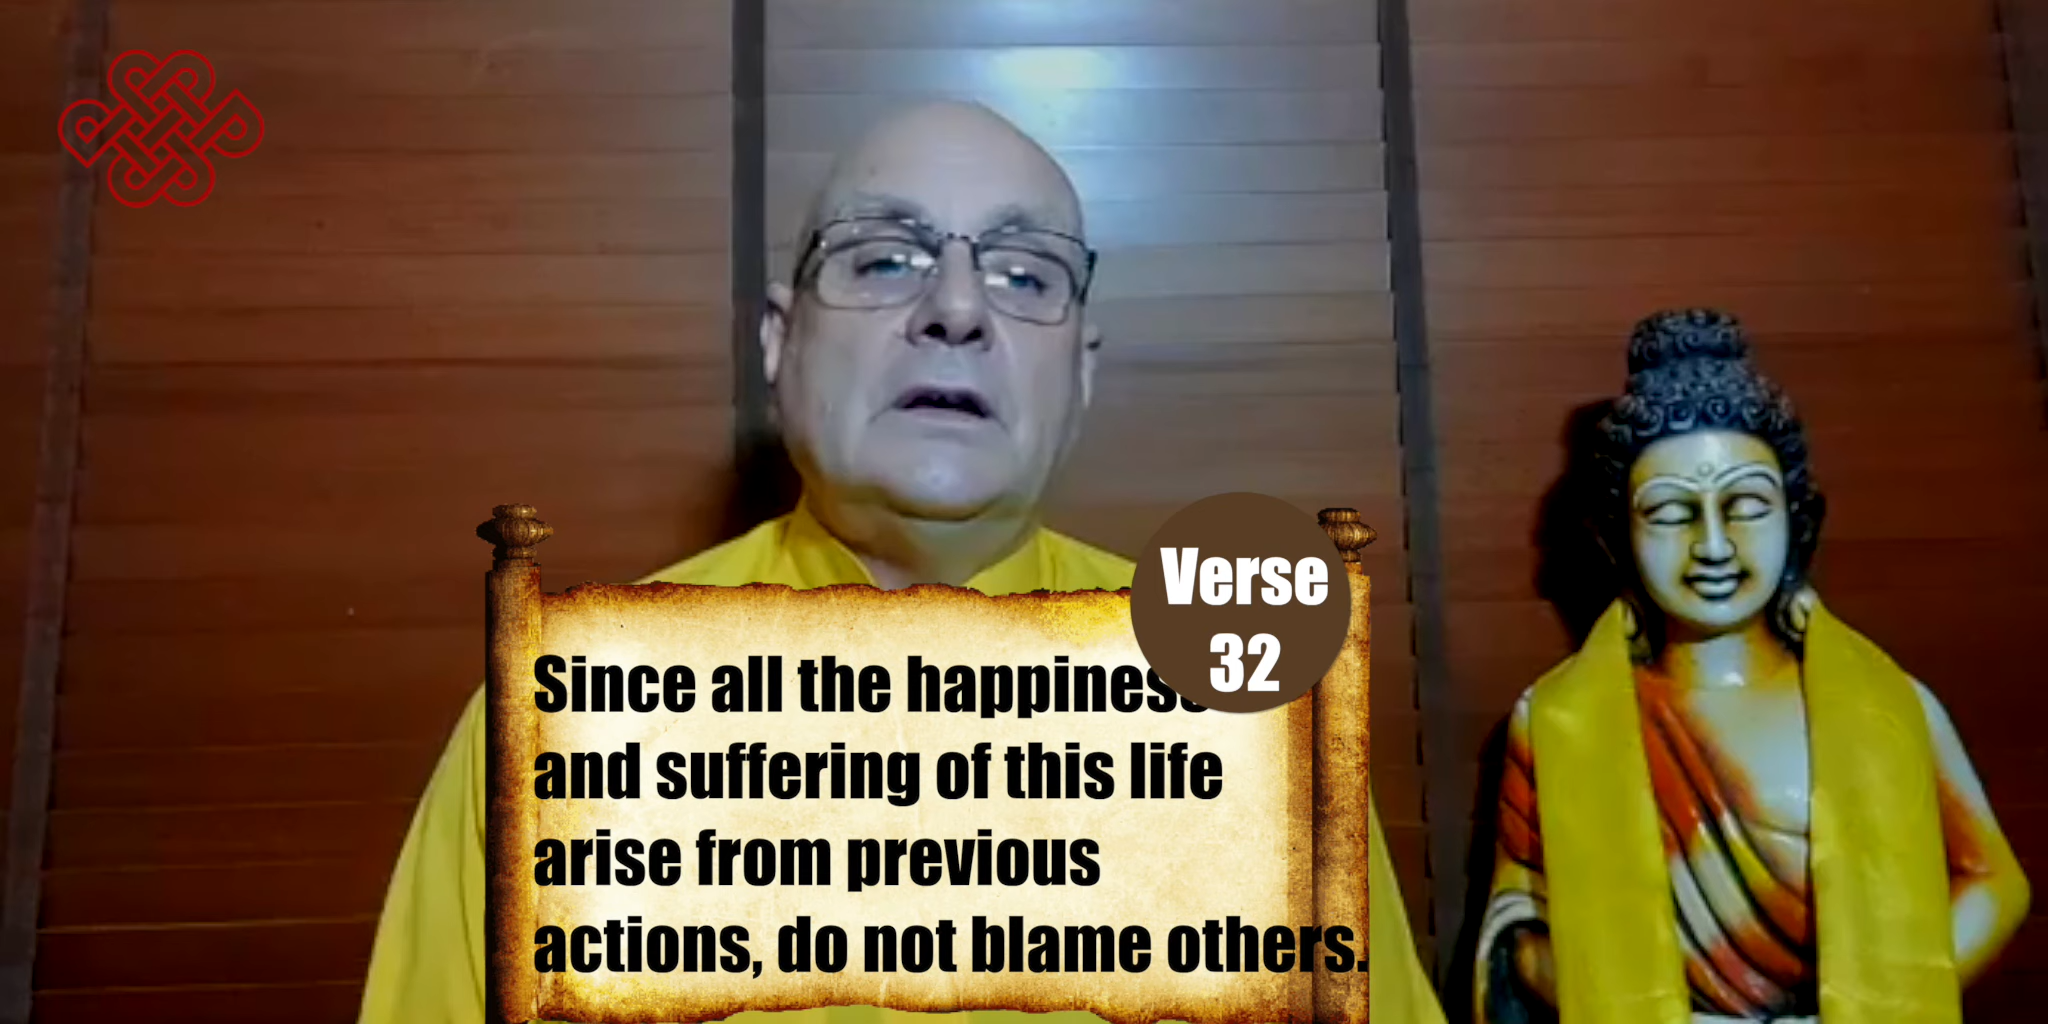 Verse
32
Since all the happiness
and suffering of this life
arise from previous
actions, do not blame others.